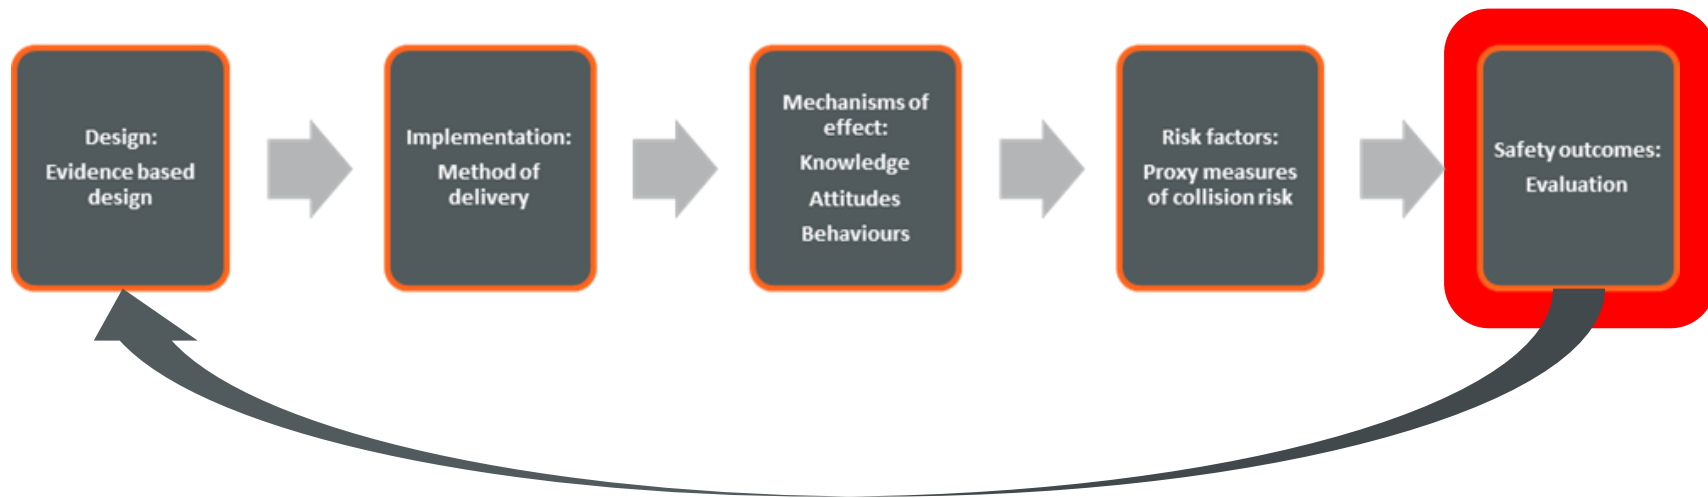 Design:
Evidence based
design
Implementation:
Method of
delivery
Mechanisms of
effect:
Knowledge
Attitudes
Behaviours
Risk factors:
Proxy measures
of collision risk
Safety outcomes:
Evaluation